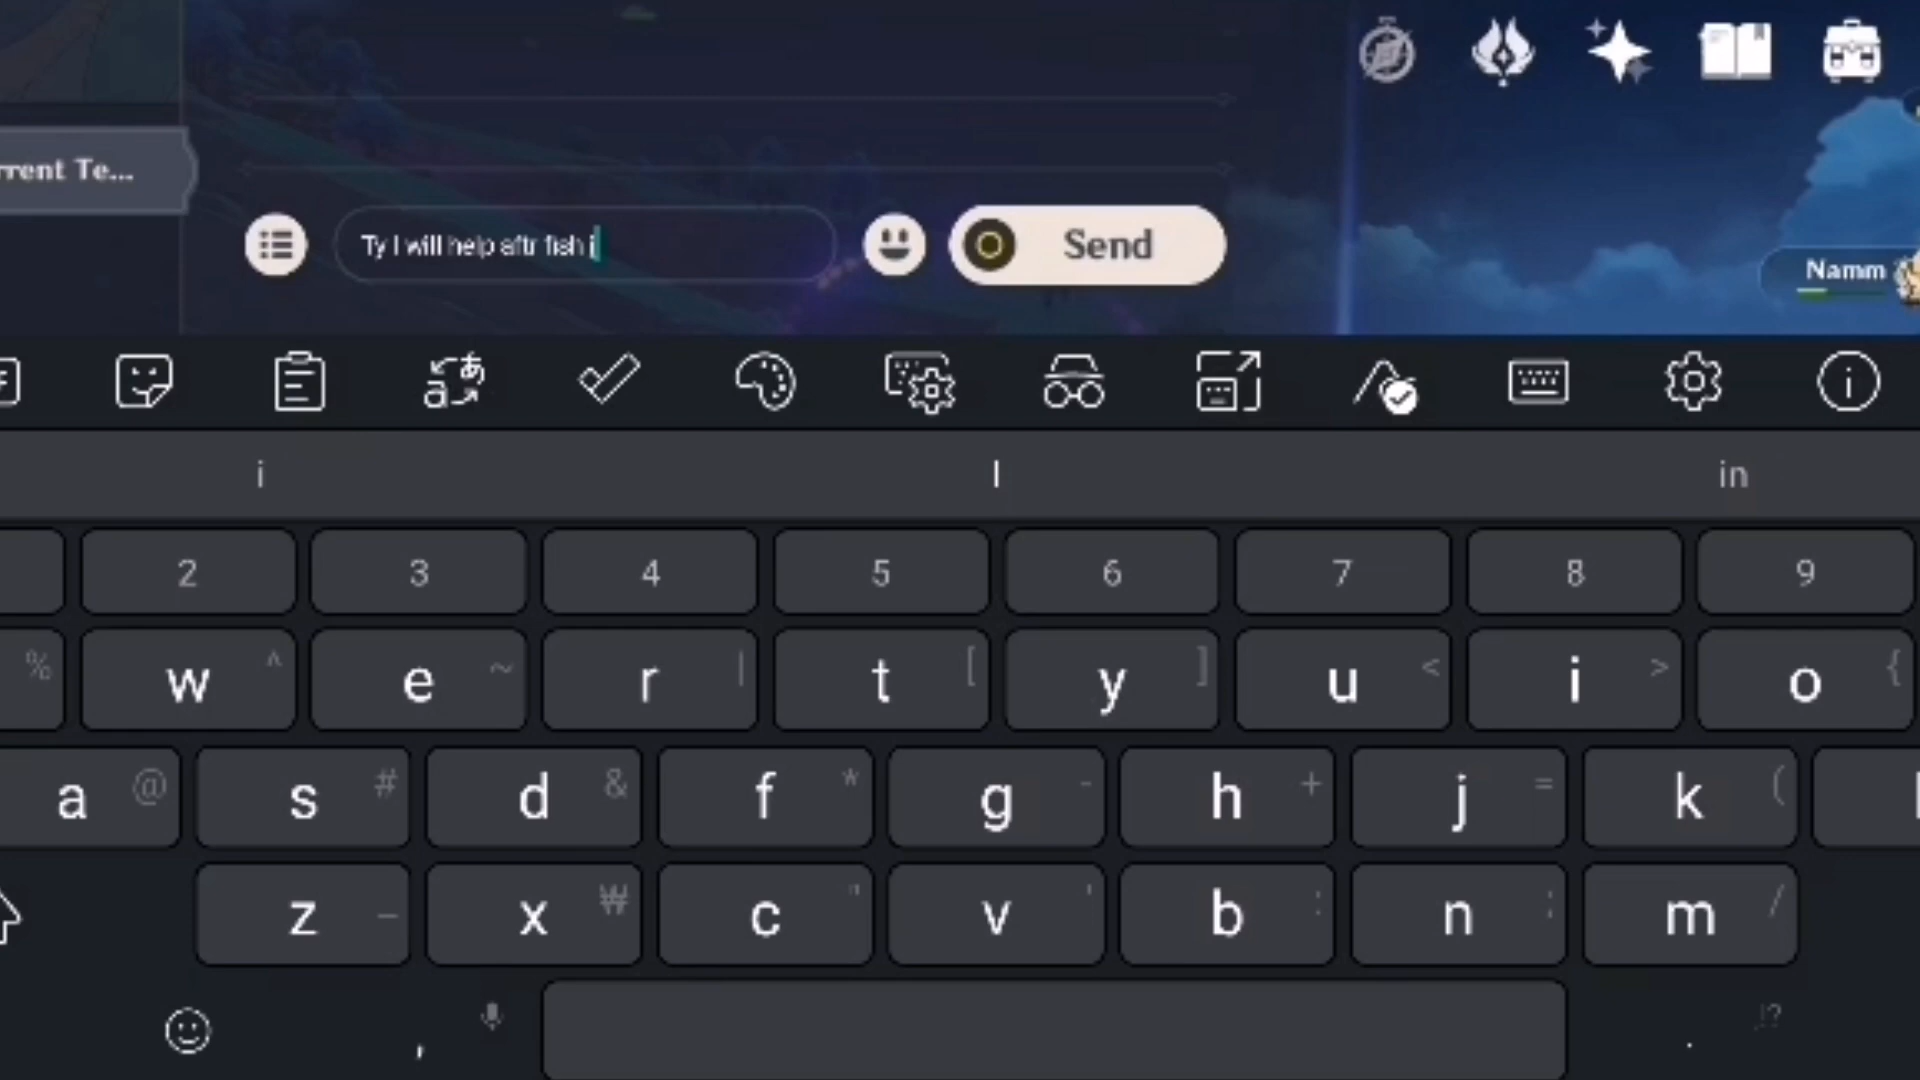 rrent Te...
Ty I will help aftr fish i
Send
Namm
i
I
in
2 3 4 5 6 7 8 9
% w ^ e ~ r | t [ y ] u < i > o {
a @ s # d & f * g - h + j = k (
z _ x ₩ c " v ' b : n ; m /
, . !?